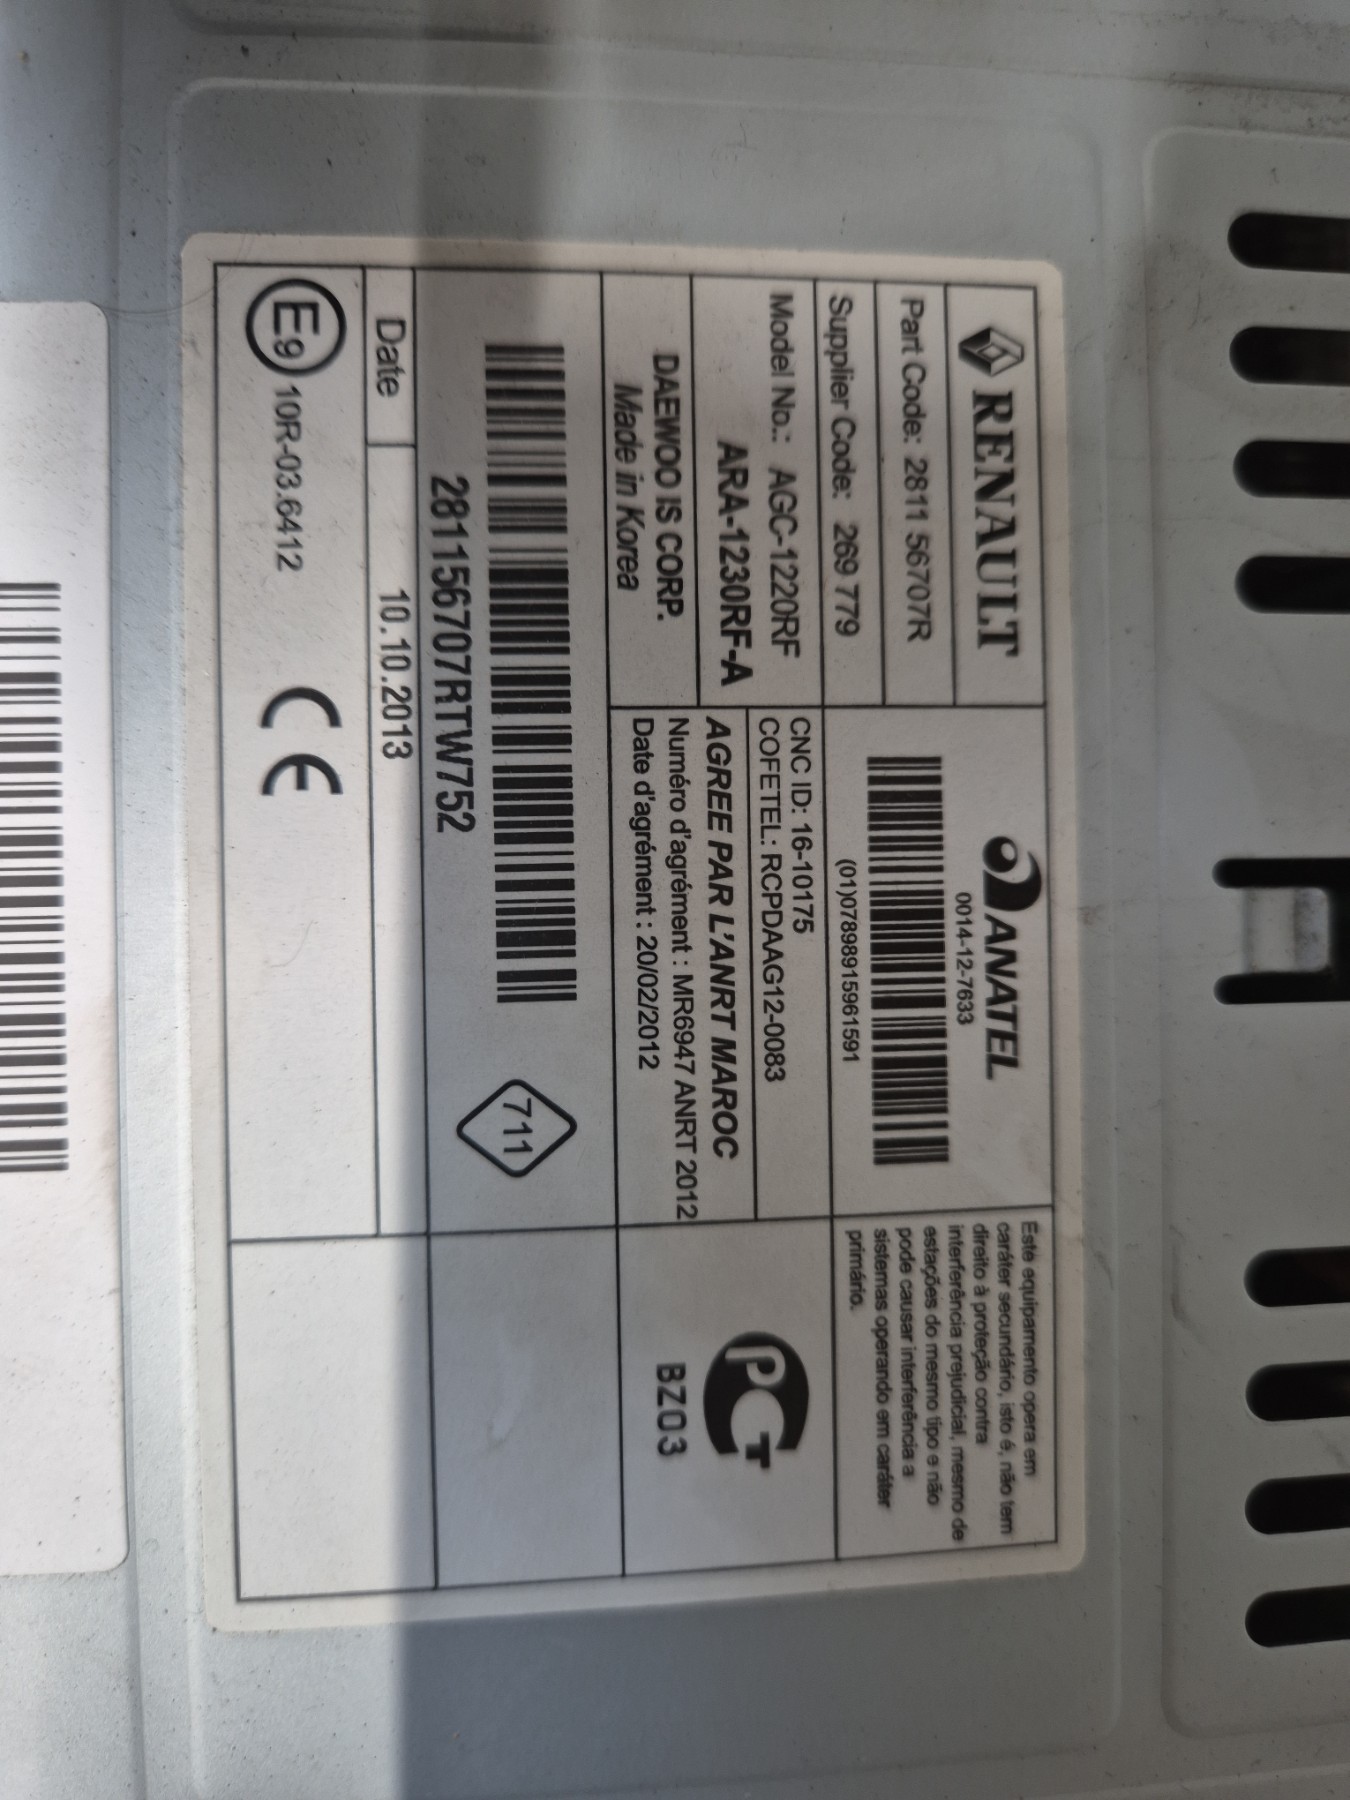 RENAULT
Part Code: 2811 56707R
Supplier Code: 269 779
Model No.: AGC-1220RF
ARA-1230RF-A
DAEWOO IS CORP.
Made in Korea
ANATEL
0014-12-7633
(01)07898915961591
CNC ID: 16-10175
COFETEL: RCPDAAG12-0083
AGREE PAR L'ANRT MAROC
Numéro d'agrément : MR6947 ANRT 2012
Date d'agrément : 20/02/2012
Este equipamento opera em
caráter secundário, isto é, não tem
direito à proteção contra
interferência prejudicial, mesmo de
estações do mesmo tipo e não
pode causar interferência a
sistemas operando em caráter
primário.
PCT
BZ03
281156707RTW752
711
Date 10.10.2013
E9 10R-03.6412 CE